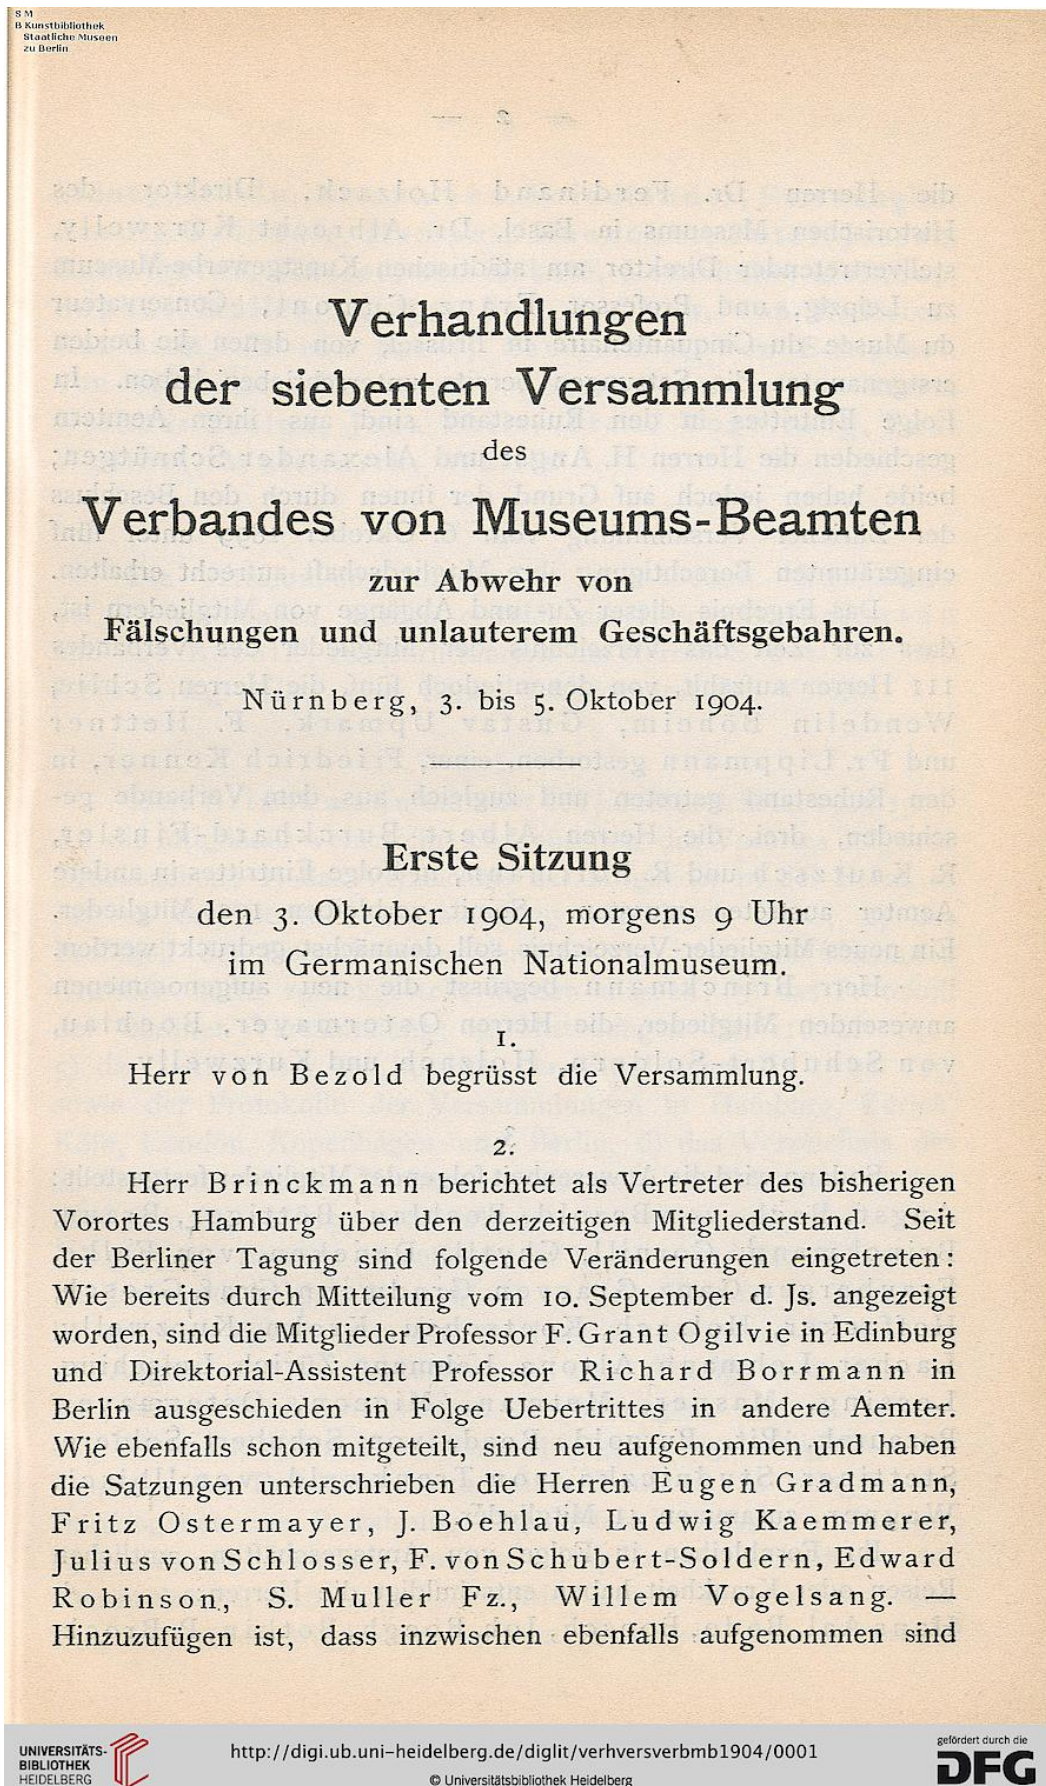 S M
B Kunstbibliothek
Staatliche Museen
zu Berlin
Verhandlungen
der siebenten Versammlung
des
Verbandes von Museums-Beamten
zur Abwehr von
Fälschungen und unlauterem Geschäftsgebahren.
Nürnberg, 3. bis 5. Oktober 1904.
Erste Sitzung
den 3. Oktober 1904, morgens 9 Uhr
im Germanischen Nationalmuseum.
1.
Herr von Bezold begrüsst die Versammlung.
2.
Herr Brinckmann berichtet als Vertreter des bisherigen
Vorortes Hamburg über den derzeitigen Mitgliederstand. Seit
der Berliner Tagung sind folgende Veränderungen eingetreten:
Wie bereits durch Mitteilung vom 10. September d. Js. angezeigt
worden, sind die Mitglieder Professor F. Grant Ogilvie in Edinburg
und Direktorial-Assistent Professor Richard Borrmann in
Berlin ausgeschieden in Folge Uebertrittes in andere Aemter.
Wie ebenfalls schon mitgeteilt, sind neu aufgenommen und haben
die Satzungen unterschrieben die Herren Eugen Gradmann,
Fritz Ostermayer, J. Boehlau, Ludwig Kaemmerer,
Julius von Schlosser, F. von Schubert-Soldern, Edward
Robinson, S. Muller Fz., Willem Vogelsang. —
Hinzuzufügen ist, dass inzwischen ebenfalls aufgenommen sind
UNIVERSITÄTS-
BIBLIOTHEK
HEIDELBERG
http://digi.ub.uni-heidelberg.de/diglit/verhversverbmb1904/0001
© Universitätsbibliothek Heidelberg
gefördert durch die
DFG